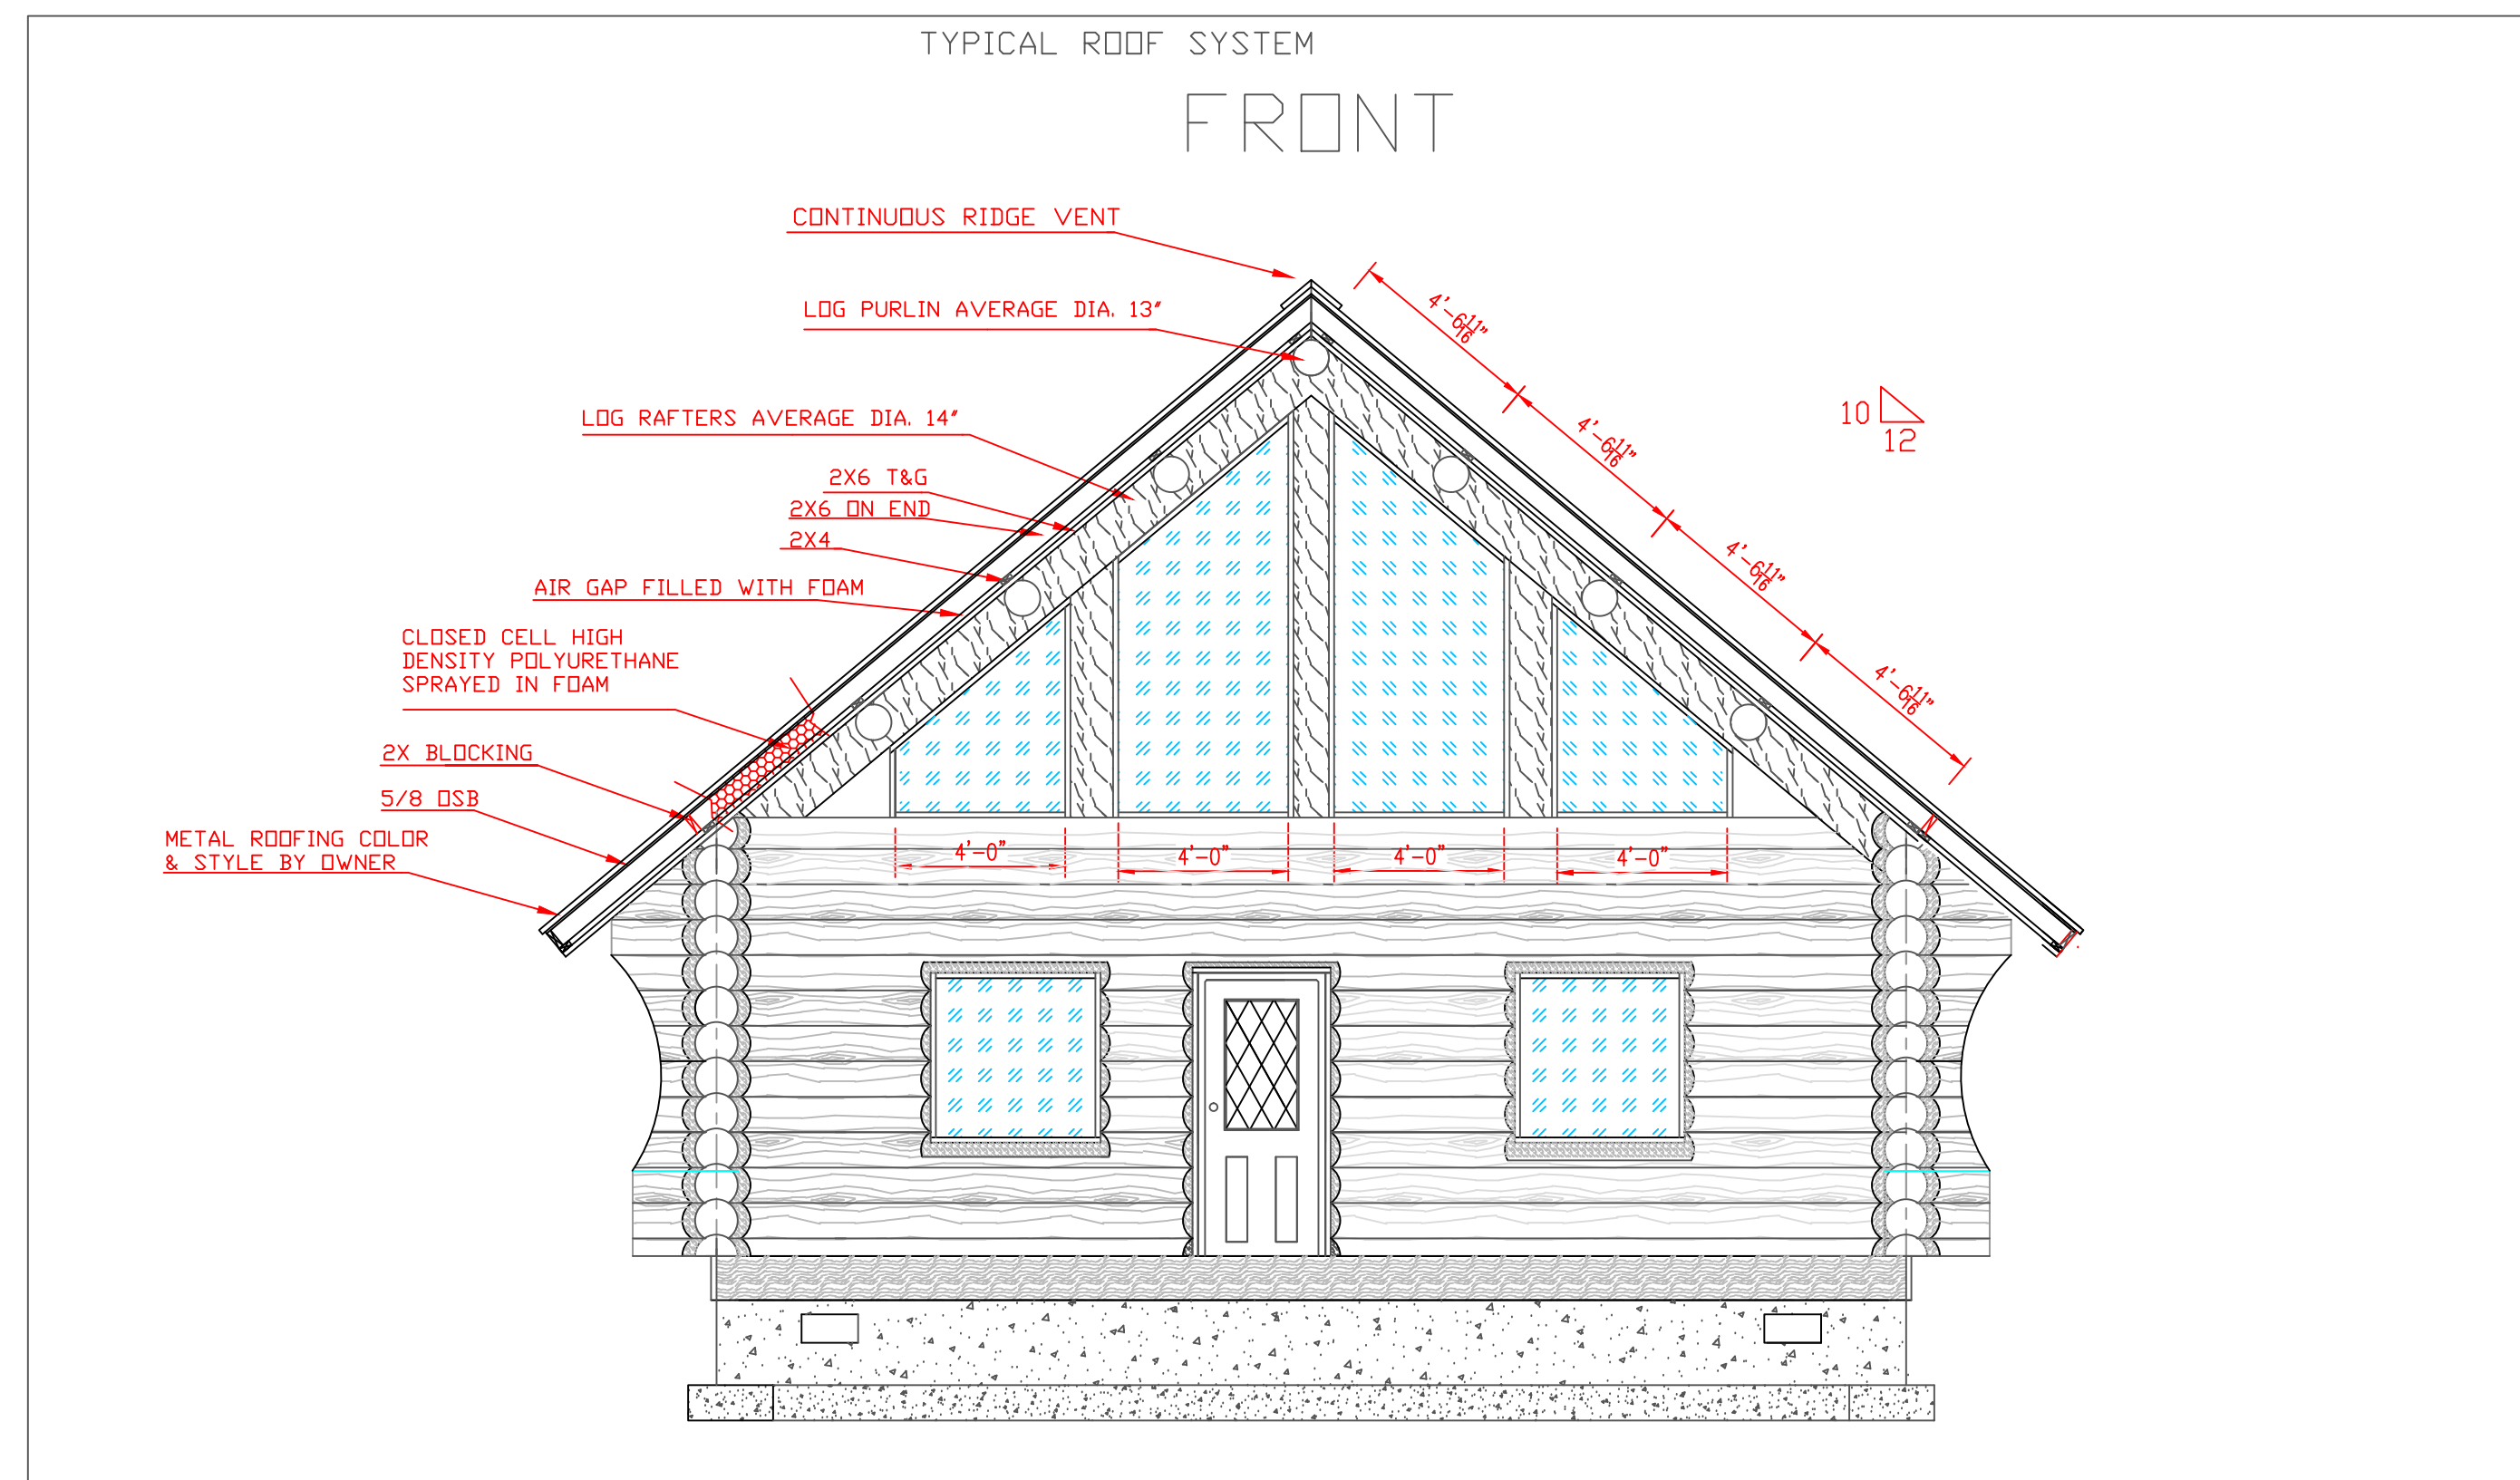 TYPICAL ROOF SYSTEM
FRONT
CONTINUOUS RIDGE VENT
LOG PURLIN AVERAGE DIA. 13"
LOG RAFTERS AVERAGE DIA. 14"
2X6 T&G
2X6 ON END
2X4
AIR GAP FILLED WITH FOAM
CLOSED CELL HIGH
DENSITY POLYURETHANE
SPRAYED IN FOAM
2X BLOCKING
5/8 OSB
METAL ROOFING COLOR
& STYLE BY OWNER
4'-6 11/16"
4'-6 11/16"
4'-6 11/16"
4'-6 11/16"
10
12
4'-0"
4'-0"
4'-0"
4'-0"